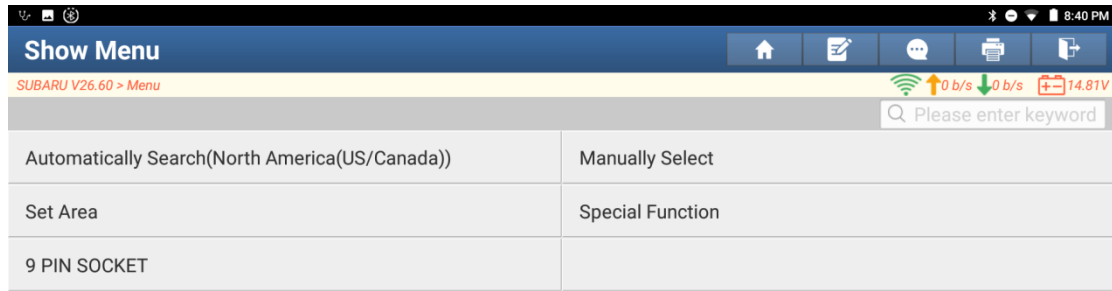 8:40 PM
Show Menu
SUBARU V26.60 > Menu
0 b/s 0 b/s 14.81V
Please enter keyword
Automatically Search(North America(US/Canada)) Manually Select
Set Area Special Function
9 PIN SOCKET